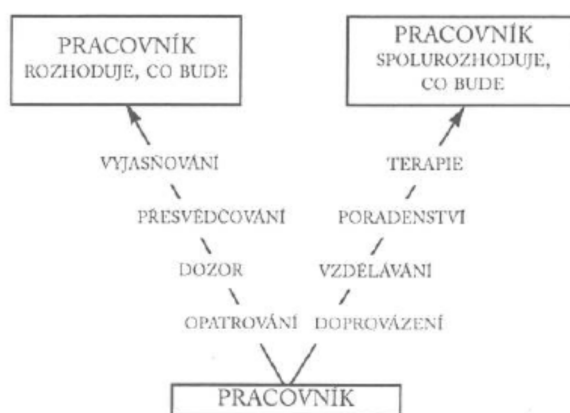 PRACOVNÍK
ROZHODUJE, CO BUDE
PRACOVNÍK
SPOLUROZHODUJE,
CO BUDE
VYJASŇOVÁNÍ
TERAPIE
PŘESVĚDČOVÁNÍ
PORADENSTVÍ
DOZOR
VZDĚLÁVÁNÍ
OPATROVÁNÍ
DOPROVÁZENÍ
PRACOVNÍK